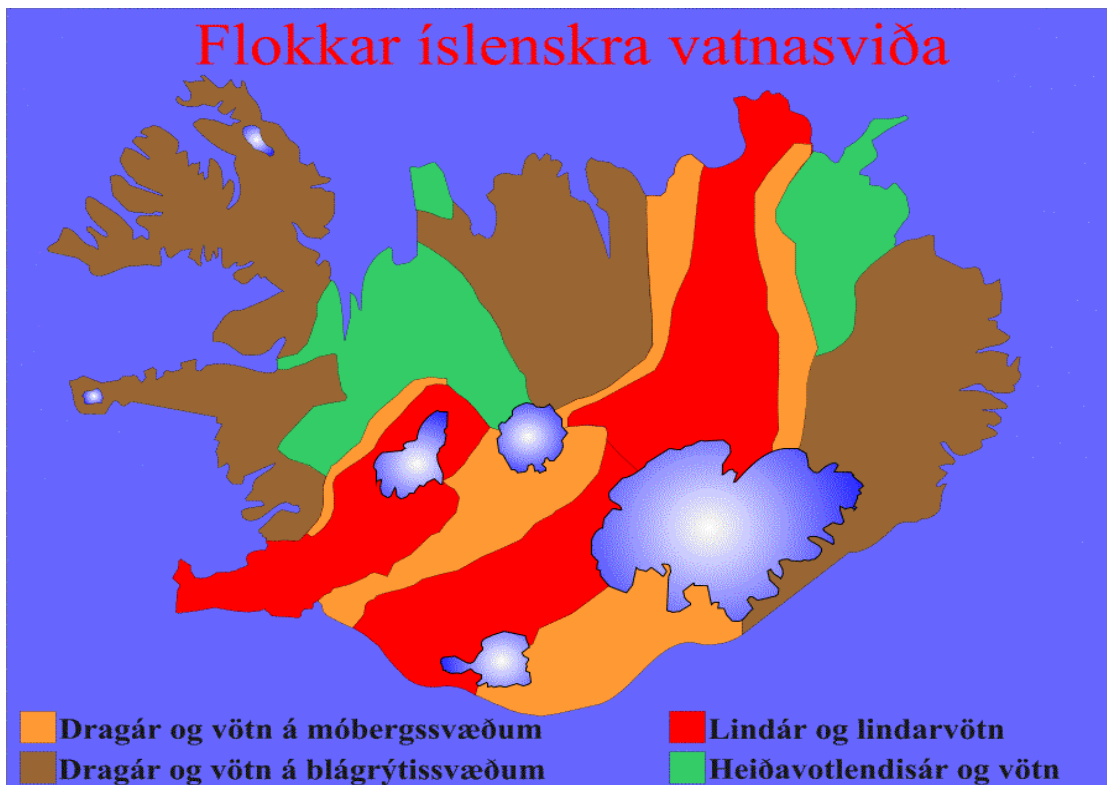 Flokkar íslenskra vatnasviða
Dragár og vötn á móbergssvæðum
Lindár og lindarvötn
Dragár og vötn á blágrýtissvæðum
Heiðavotlendisár og vötn